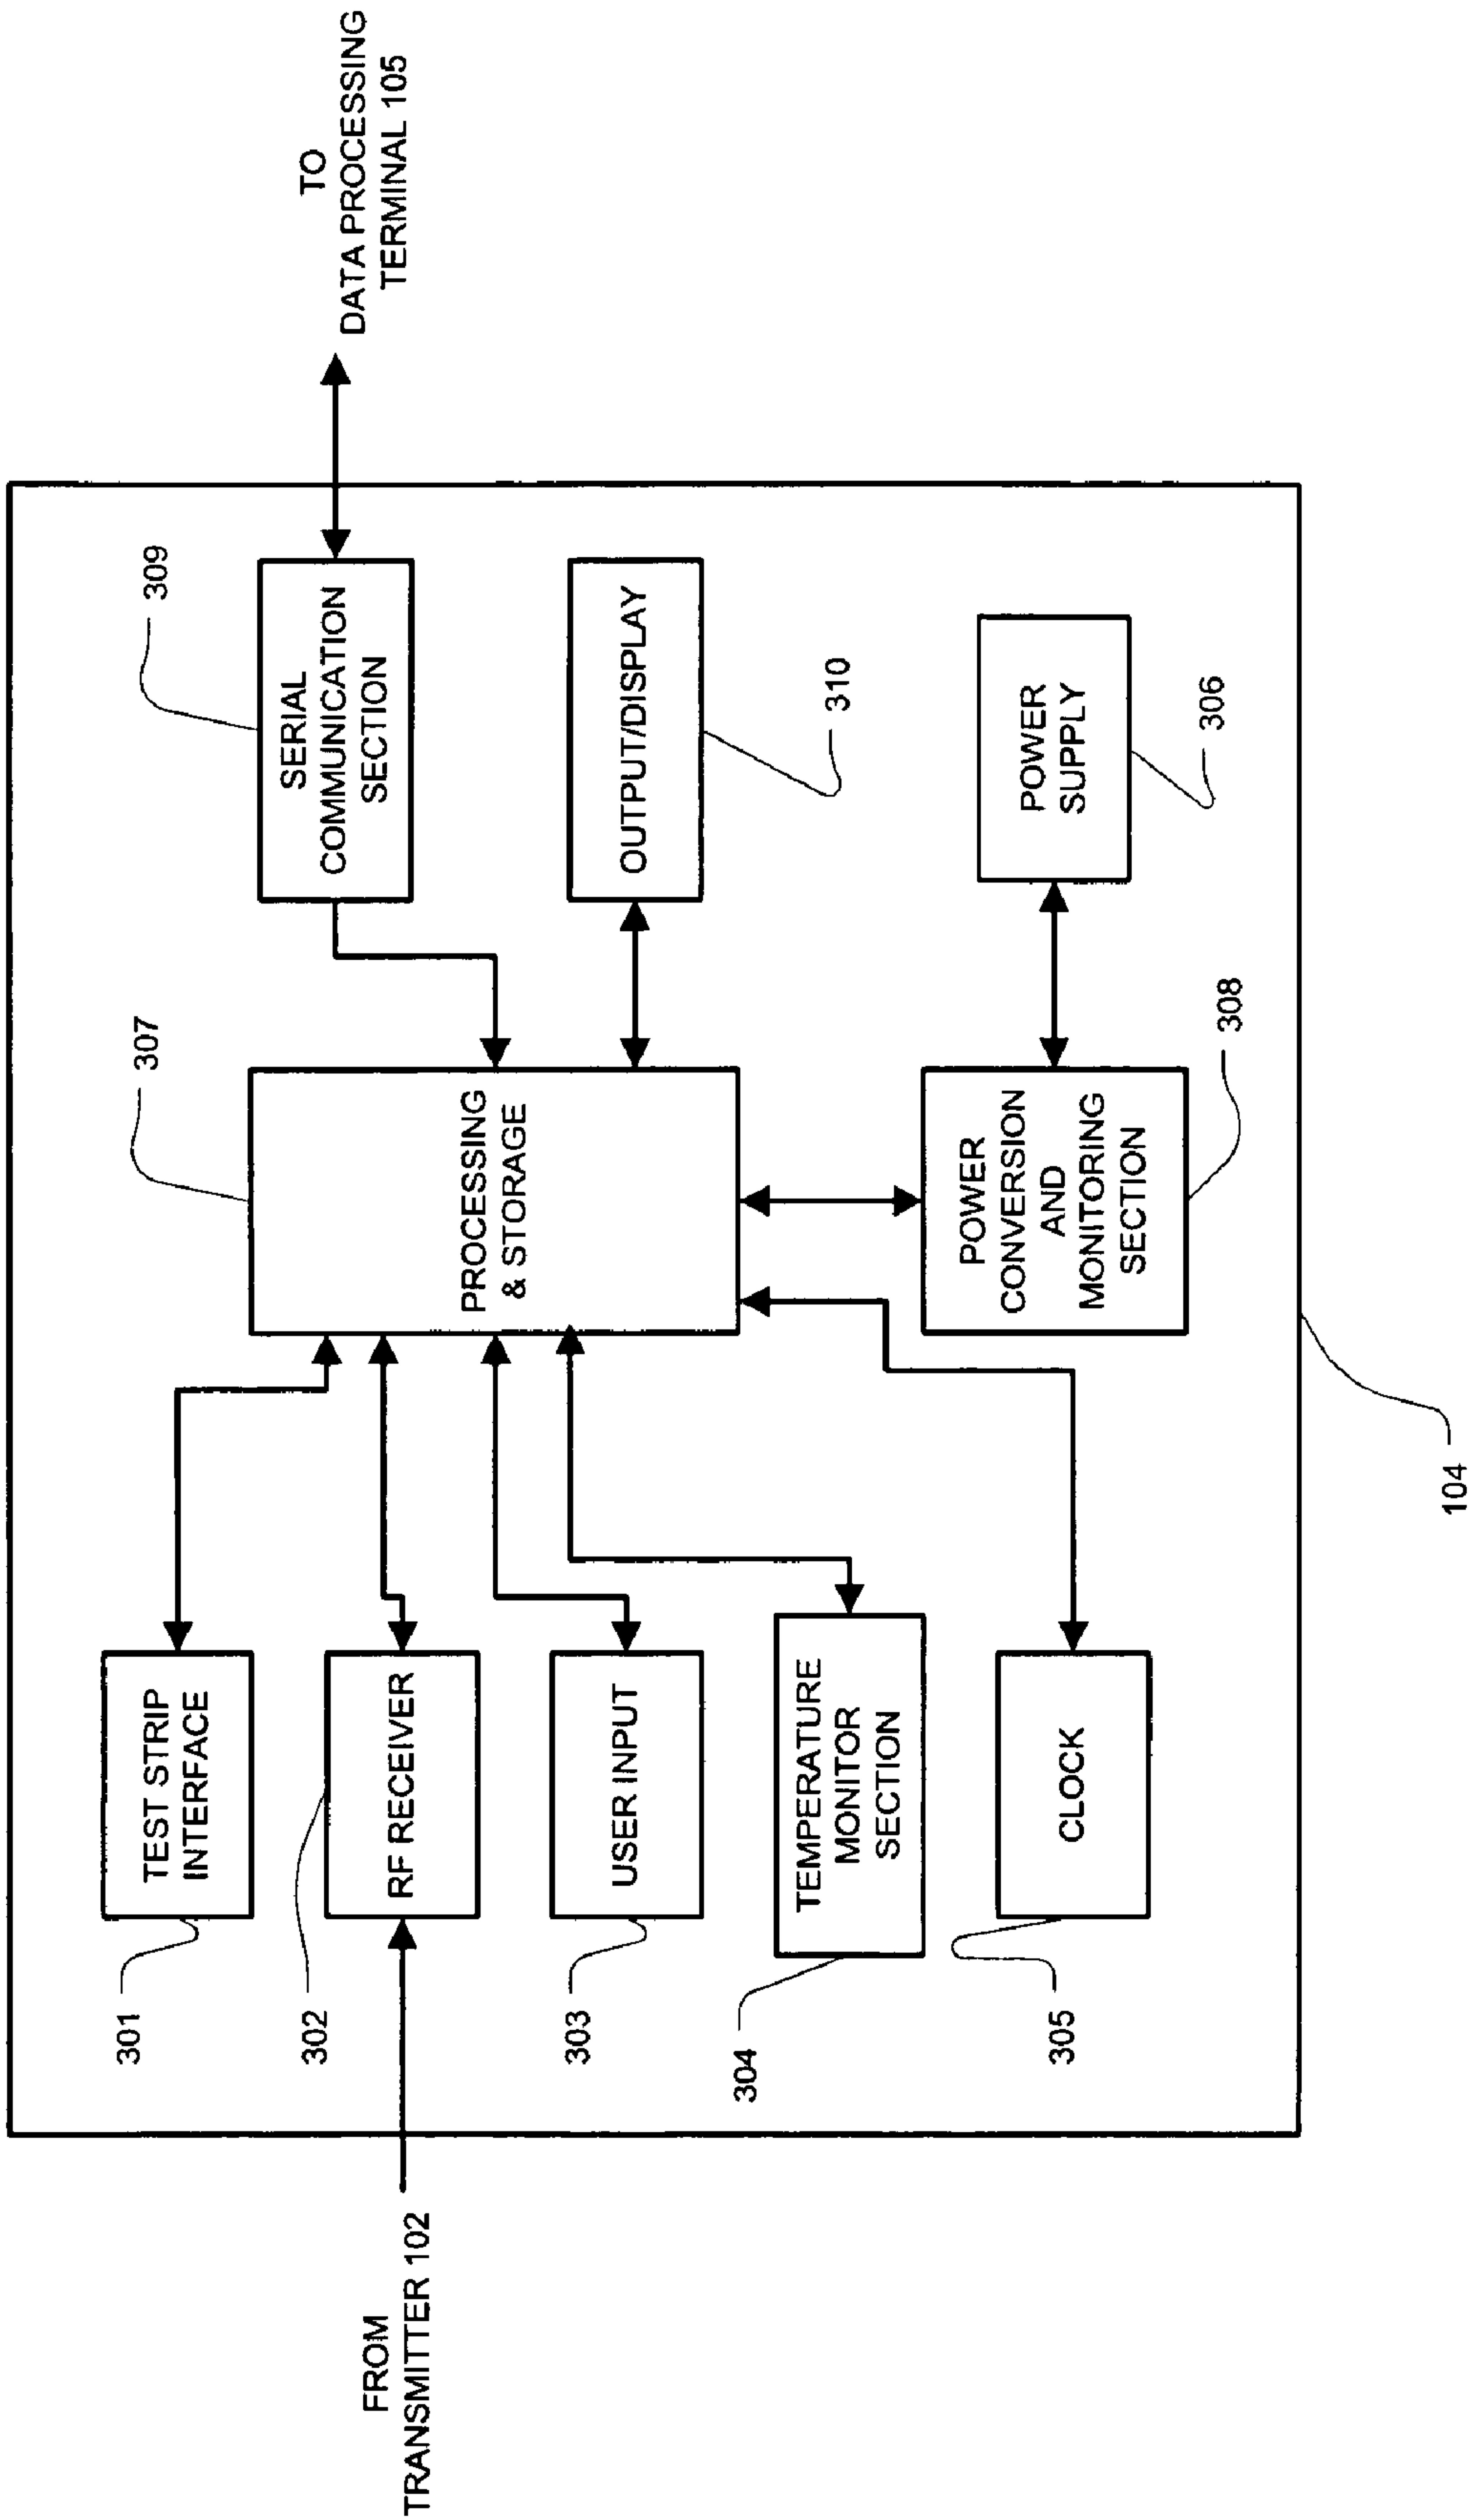 FROM
TRANSMITTER 102
301
TEST STRIP
INTERFACE
302
RF RECEIVER
303
USER INPUT
304
TEMPERATURE
MONITOR
SECTION
305
CLOCK
307
PROCESSING
& STORAGE
308
POWER
CONVERSION
AND
MONITORING
SECTION
309
SERIAL
COMMUNICATION
SECTION
OUTPUT/DISPLAY
310
POWER
SUPPLY
306
TO
DATA PROCESSING
TERMINAL 105
104